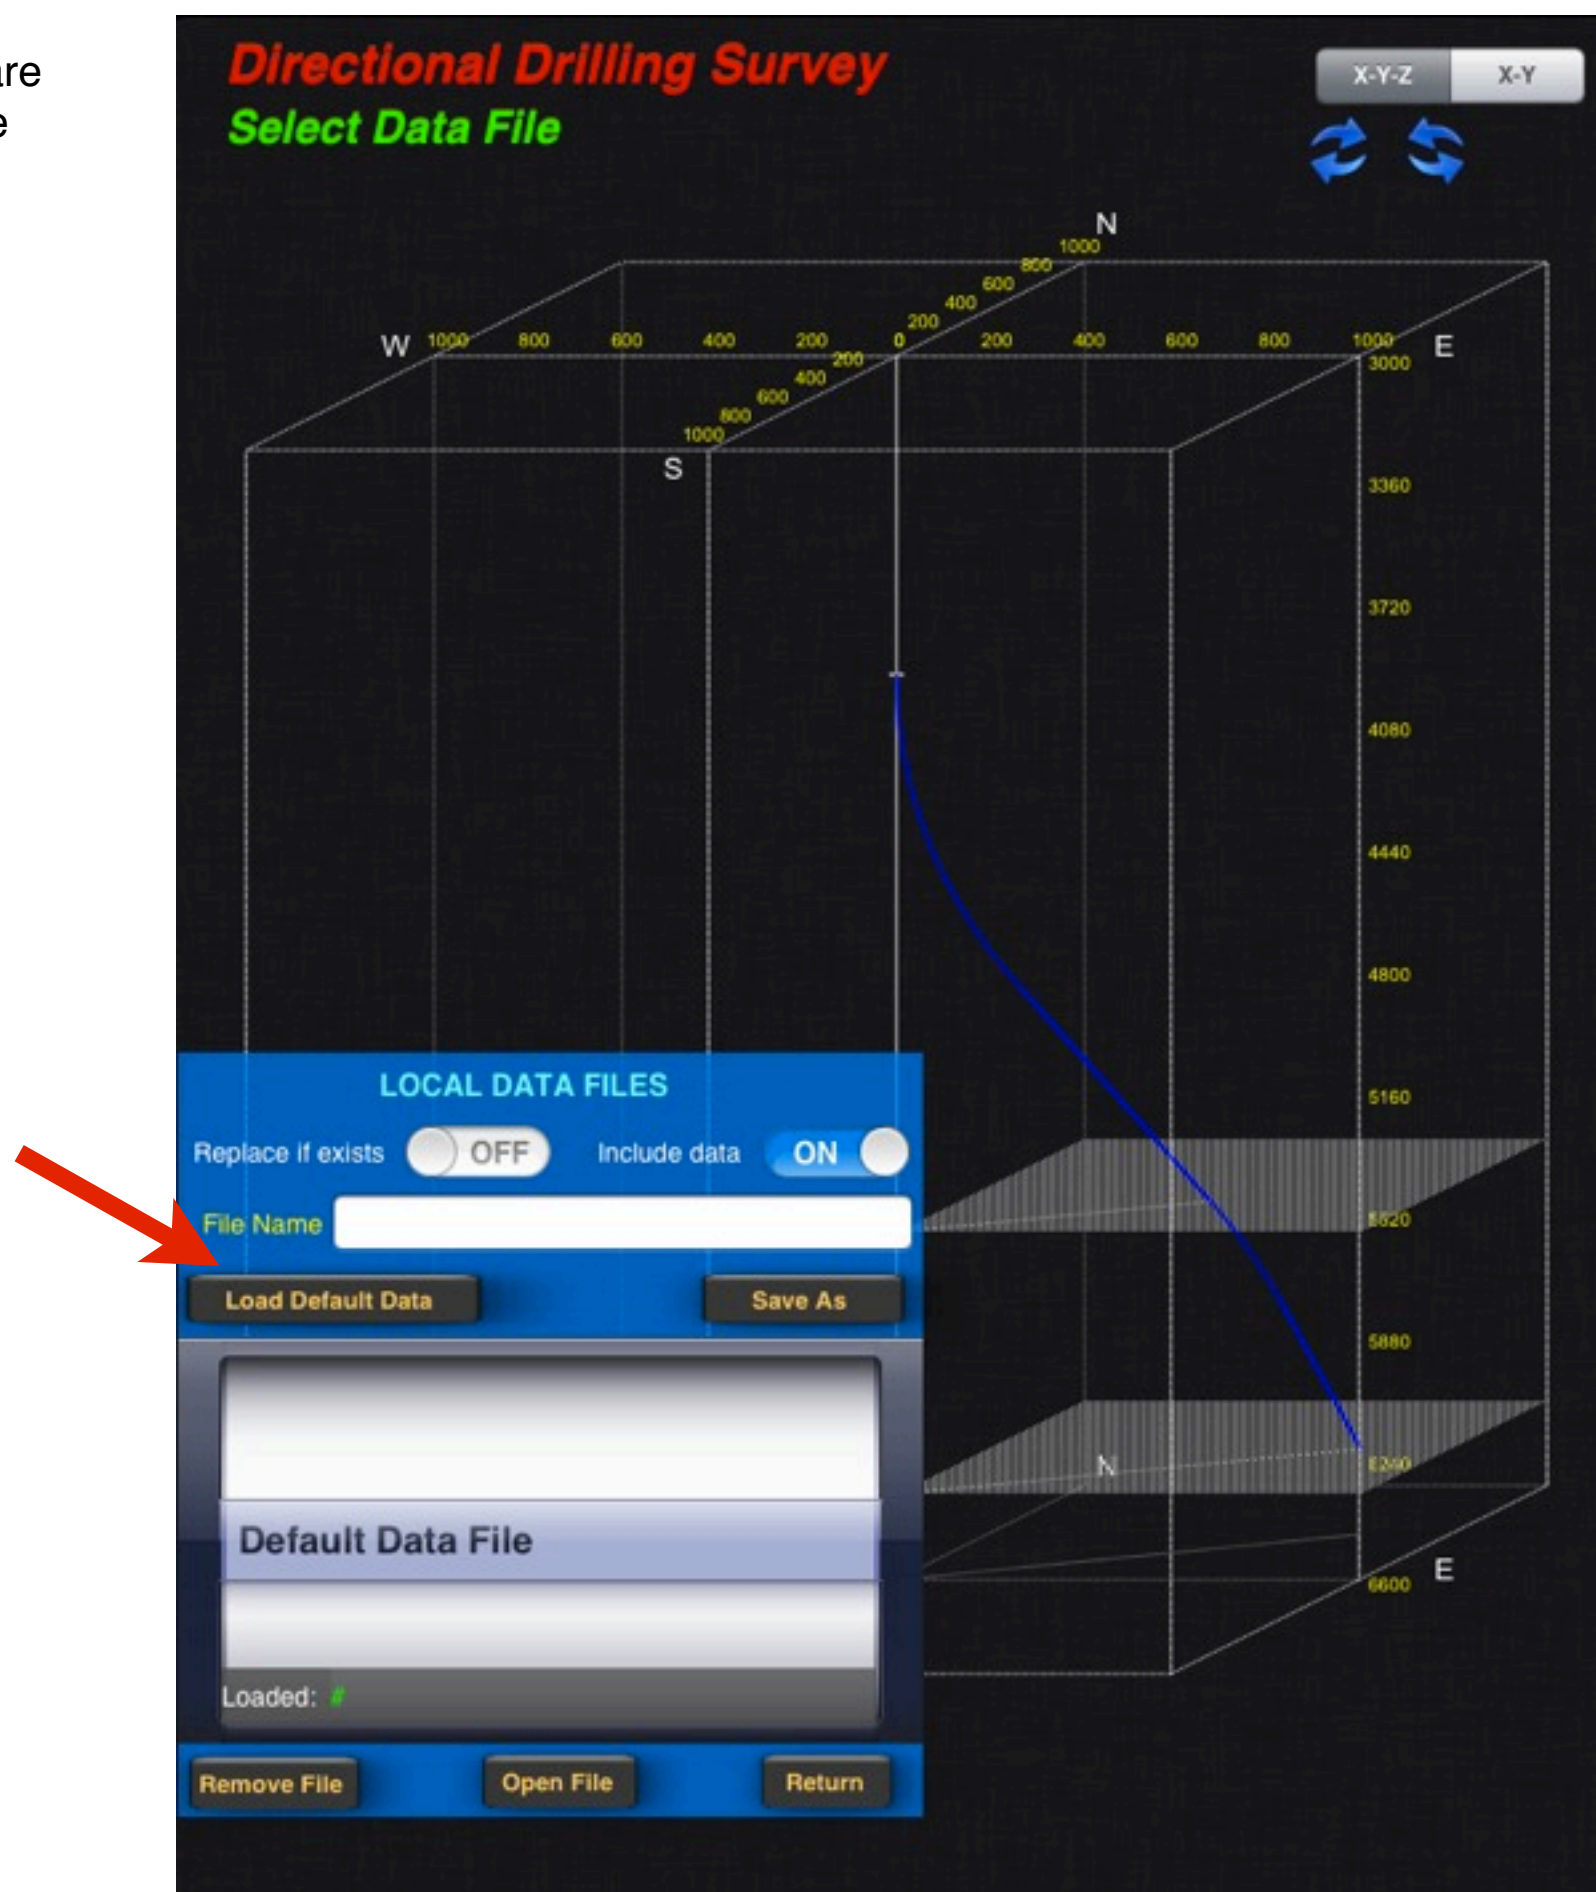 are
e
Directional Drilling Survey
Select Data File
X-Y-Z X-Y
N
1000
800
600
400
200
W 1000 800 600 400 200 0 200 400 600 800 1000 E
3000
200
400
600
800
1000
S
3360
3720
4080
4440
4800
5160
5520
5880
6240
6600
N
E
LOCAL DATA FILES
Replace if exists OFF Include data ON
File Name
Load Default Data Save As
Default Data File
Loaded: #
Remove File Open File Return